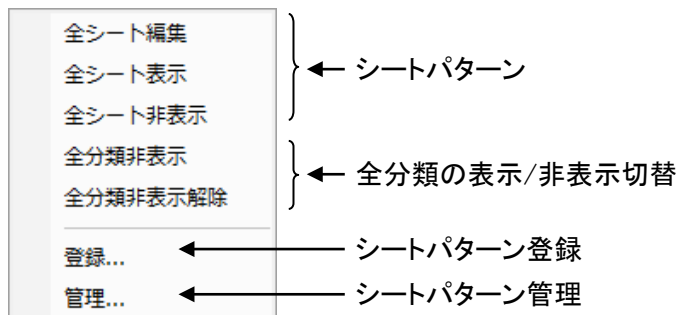 全シート編集
全シート表示
全シート非表示
シートパターン
全分類非表示
全分類非表示解除
全分類の表示/非表示切替
登録...
シートパターン登録
管理...
シートパターン管理